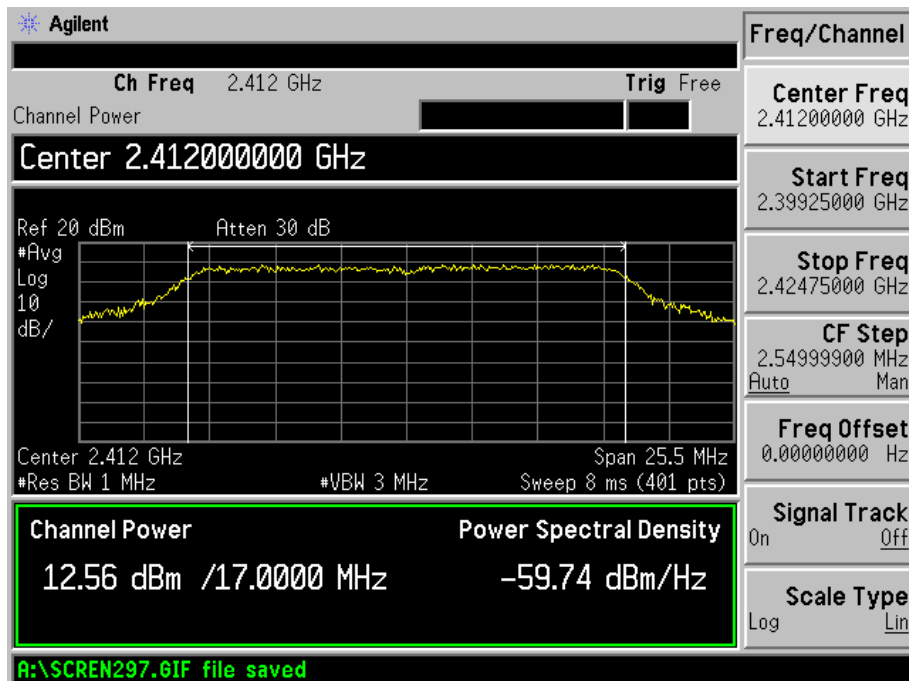 Agilent
Ch Freq 2.412 GHz Trig Free
Channel Power
Center 2.412000000 GHz
Ref 20 dBm Atten 30 dB
#Avg
Log
10
dB/
Center 2.412 GHz Span 25.5 MHz
#Res BW 1 MHz #VBW 3 MHz Sweep 8 ms (401 pts)
Channel Power Power Spectral Density
12.56 dBm /17.0000 MHz -59.74 dBm/Hz
A:\SCREN297.GIF file saved
Freq/Channel
Center Freq
2.41200000 GHz
Start Freq
2.39925000 GHz
Stop Freq
2.42475000 GHz
CF Step
2.54999900 MHz
Auto Man
Freq Offset
0.00000000 Hz
Signal Track
On Off
Scale Type
Log Lin